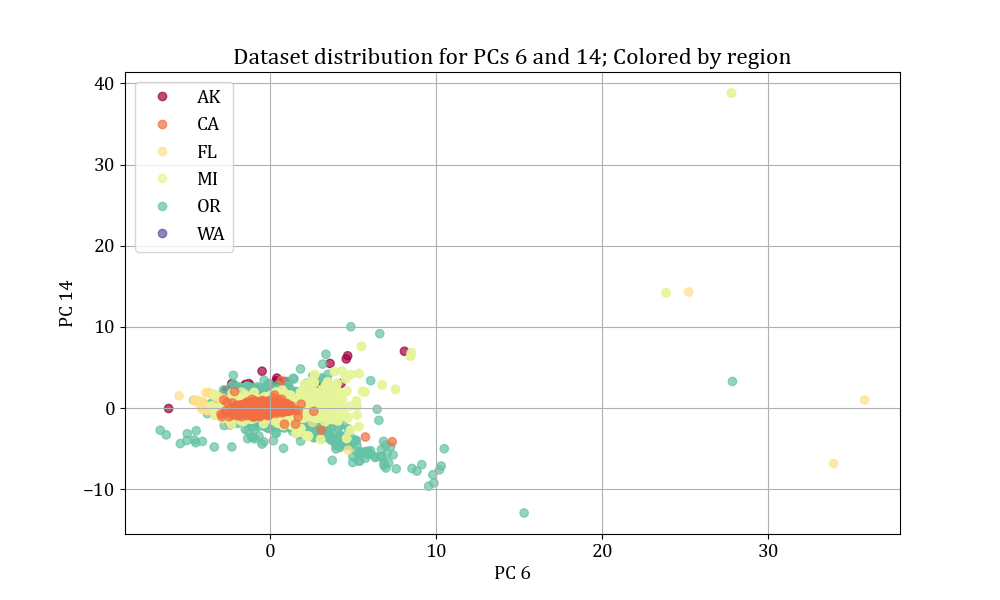 Dataset distribution for PCs 6 and 14; Colored by region
AK
CA
FL
MI
OR
WA
40
30
20
10
0
−10
PC 14
0
10
20
30
PC 6